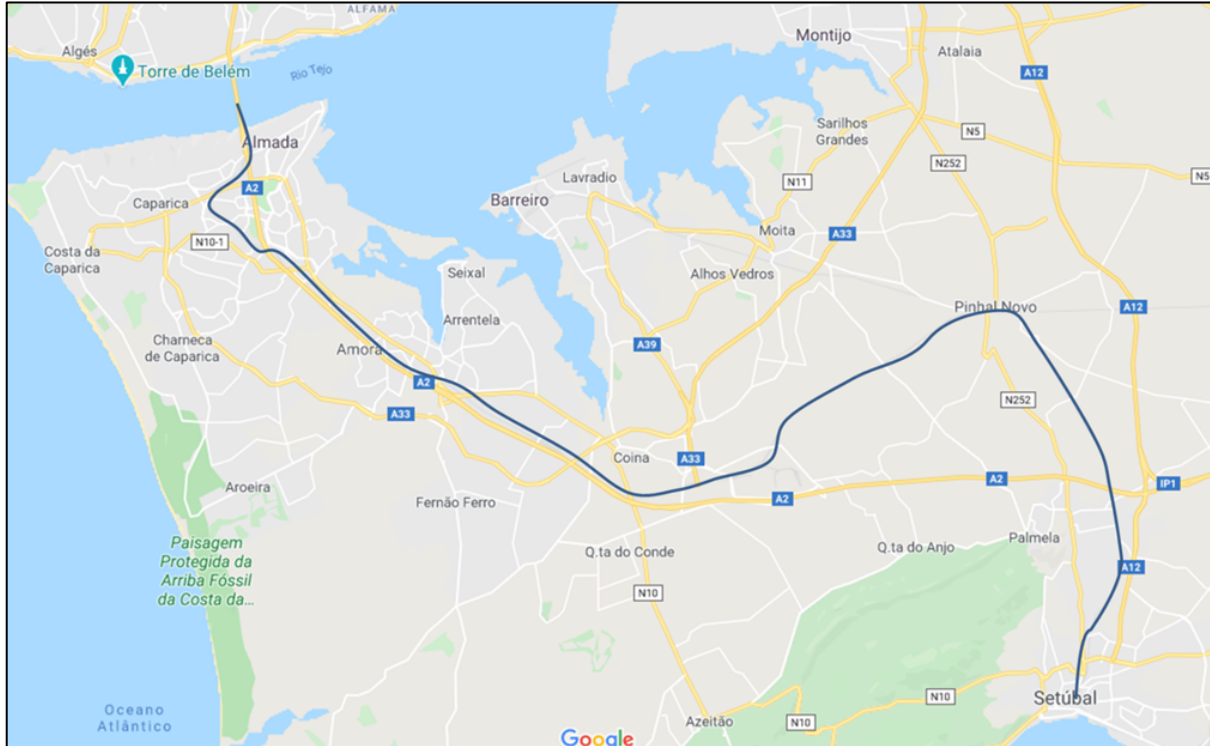 ALFAMA
Algés
Torre de Belém
Rio Tejo
Montijo
Atalaia
A12
Almada
Sarilhos
Grandes
N5
N252
N5
Lavradio
N11
A2
Caparica
Barreiro
Moita
A33
N10-1
Costa da
Caparica
Seixal
Alhos Vedros
Arrentela
Pinhal Novo
A12
Charneca
de Caparica
Amora
A39
A2
N252
A33
Coina
A33
Aroeira
Fernão Ferro
A2
A2
IP1
Paisagem
Protegida da
Arriba Fóssil
da Costa da...
Q.ta do Conde
Q.ta do Anjo
Palmela
A12
N10
Oceano
Atlântico
Azeitão
N10
N10
Setúbal
Google